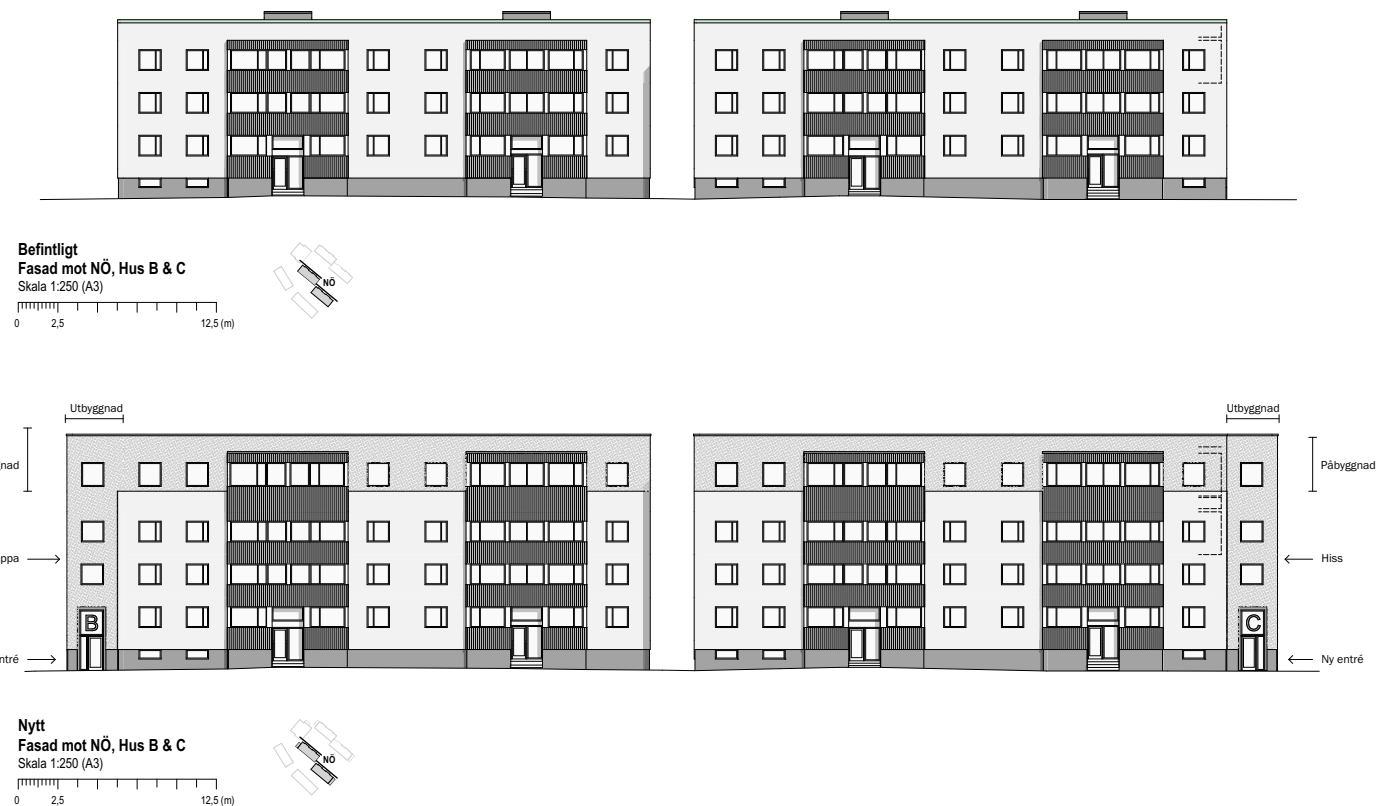 Befintligt
Fasad mot NÖ, Hus B & C
Skala 1:250 (A3)
NÖ
0 2,5 12,5 (m)
Utbyggnad
Utbyggnad
Påbyggnad
Hiss
B
C
Ny entré
Nytt
Fasad mot NÖ, Hus B & C
Skala 1:250 (A3)
NÖ
0 2,5 12,5 (m)